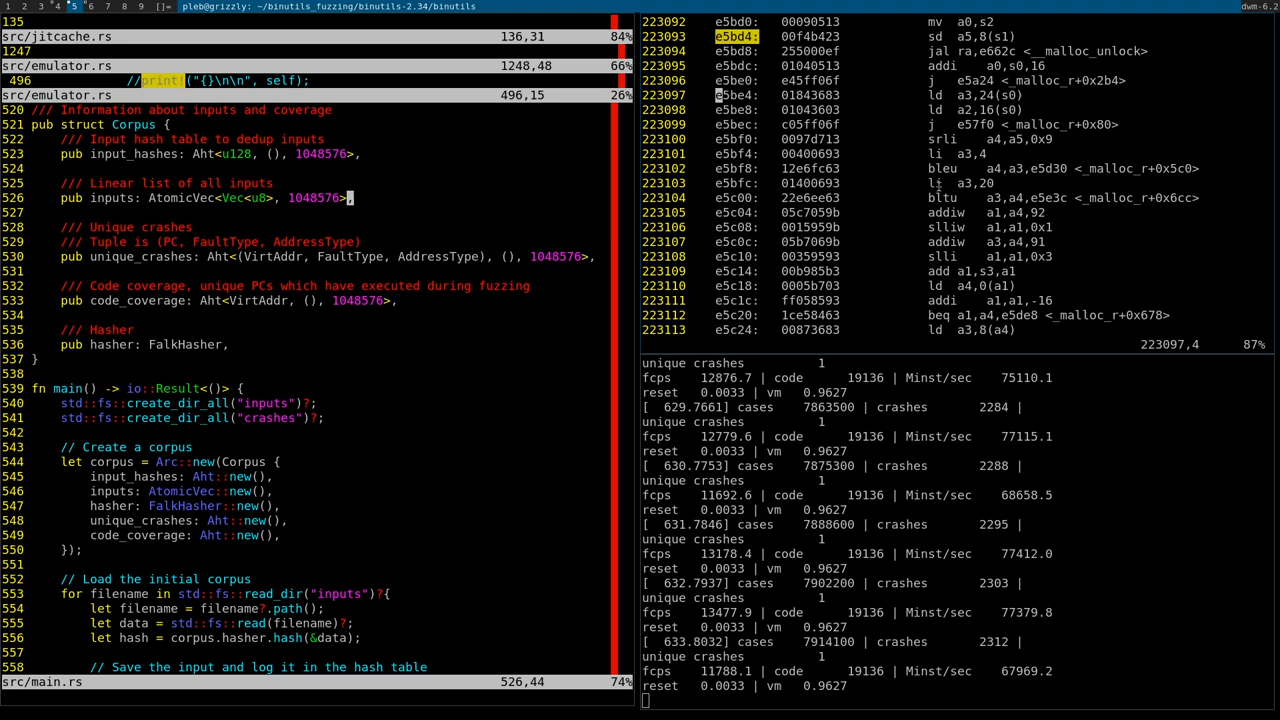 1 2 3 4 5 6 7 8 9 []= pleb@grizzly: ~/binutils_fuzzing/binutils-2.34/binutils dwm-6.2
135
src/jitcache.rs 136,31 84%
1247
src/emulator.rs 1248,48 66%
496 //print!("{}\n\n", self);
src/emulator.rs 496,15 26%
520 /// Information about inputs and coverage
521 pub struct Corpus {
522 /// Input hash table to dedup inputs
523 pub input_hashes: Aht<u128, (), 1048576>,
524
525 /// Linear list of all inputs
526 pub inputs: AtomicVec<Vec<u8>, 1048576>,
527
528 /// Unique crashes
529 /// Tuple is (PC, FaultType, AddressType)
530 pub unique_crashes: Aht<(VirtAddr, FaultType, AddressType), (), 1048576>,
531
532 /// Code coverage, unique PCs which have executed during fuzzing
533 pub code_coverage: Aht<VirtAddr, (), 1048576>,
534
535 /// Hasher
536 pub hasher: FalkHasher,
537 }
538
539 fn main() -> io::Result<()> {
540 std::fs::create_dir_all("inputs")?;
541 std::fs::create_dir_all("crashes")?;
542
543 // Create a corpus
544 let corpus = Arc::new(Corpus {
545 input_hashes: Aht::new(),
546 inputs: AtomicVec::new(),
547 hasher: FalkHasher::new(),
548 unique_crashes: Aht::new(),
549 code_coverage: Aht::new(),
550 });
551
552 // Load the initial corpus
553 for filename in std::fs::read_dir("inputs")?{
554 let filename = filename?.path();
555 let data = std::fs::read(filename)?;
556 let hash = corpus.hasher.hash(&data);
557
558 // Save the input and log it in the hash table
src/main.rs 526,44 74%
223092 e5bd0: 00090513 mv a0,s2
223093 e5bd4: 00f4b423 sd a5,8(s1)
223094 e5bd8: 255000ef jal ra,e662c <__malloc_unlock>
223095 e5bdc: 01040513 addi a0,s0,16
223096 e5be0: e45ff06f j e5a24 <_malloc_r+0x2b4>
223097 e5be4: 01843683 ld a3,24(s0)
223098 e5be8: 01043603 ld a2,16(s0)
223099 e5bec: c05ff06f j e57f0 <_malloc_r+0x80>
223100 e5bf0: 0097d713 srli a4,a5,0x9
223101 e5bf4: 00400693 li a3,4
223102 e5bf8: 12e6fc63 bleu a4,a3,e5d30 <_malloc_r+0x5c0>
223103 e5bfc: 01400693 li a3,20
223104 e5c00: 22e6ee63 bltu a3,a4,e5e3c <_malloc_r+0x6cc>
223105 e5c04: 05c7059b addiw a1,a4,92
223106 e5c08: 0015959b slliw a1,a1,0x1
223107 e5c0c: 05b7069b addiw a3,a4,91
223108 e5c10: 00359593 slli a1,a1,0x3
223109 e5c14: 00b985b3 add a1,s3,a1
223110 e5c18: 0005b703 ld a4,0(a1)
223111 e5c1c: ff058593 addi a1,a1,-16
223112 e5c20: 1ce58463 beq a1,a4,e5de8 <_malloc_r+0x678>
223113 e5c24: 00873683 ld a3,8(a4)
223097,4 87%
unique crashes 1
fcps 12876.7 | code 19136 | Minst/sec 75110.1
reset 0.0033 | vm 0.9627
[ 629.7661] cases 7863500 | crashes 2284 |
unique crashes 1
fcps 12779.6 | code 19136 | Minst/sec 77115.1
reset 0.0033 | vm 0.9627
[ 630.7753] cases 7875300 | crashes 2288 |
unique crashes 1
fcps 11692.6 | code 19136 | Minst/sec 68658.5
reset 0.0033 | vm 0.9627
[ 631.7846] cases 7888600 | crashes 2295 |
unique crashes 1
fcps 13178.4 | code 19136 | Minst/sec 77412.0
reset 0.0033 | vm 0.9627
[ 632.7937] cases 7902200 | crashes 2303 |
unique crashes 1
fcps 13477.9 | code 19136 | Minst/sec 77379.8
reset 0.0033 | vm 0.9627
[ 633.8032] cases 7914100 | crashes 2312 |
unique crashes 1
fcps 11788.1 | code 19136 | Minst/sec 67969.2
reset 0.0033 | vm 0.9627